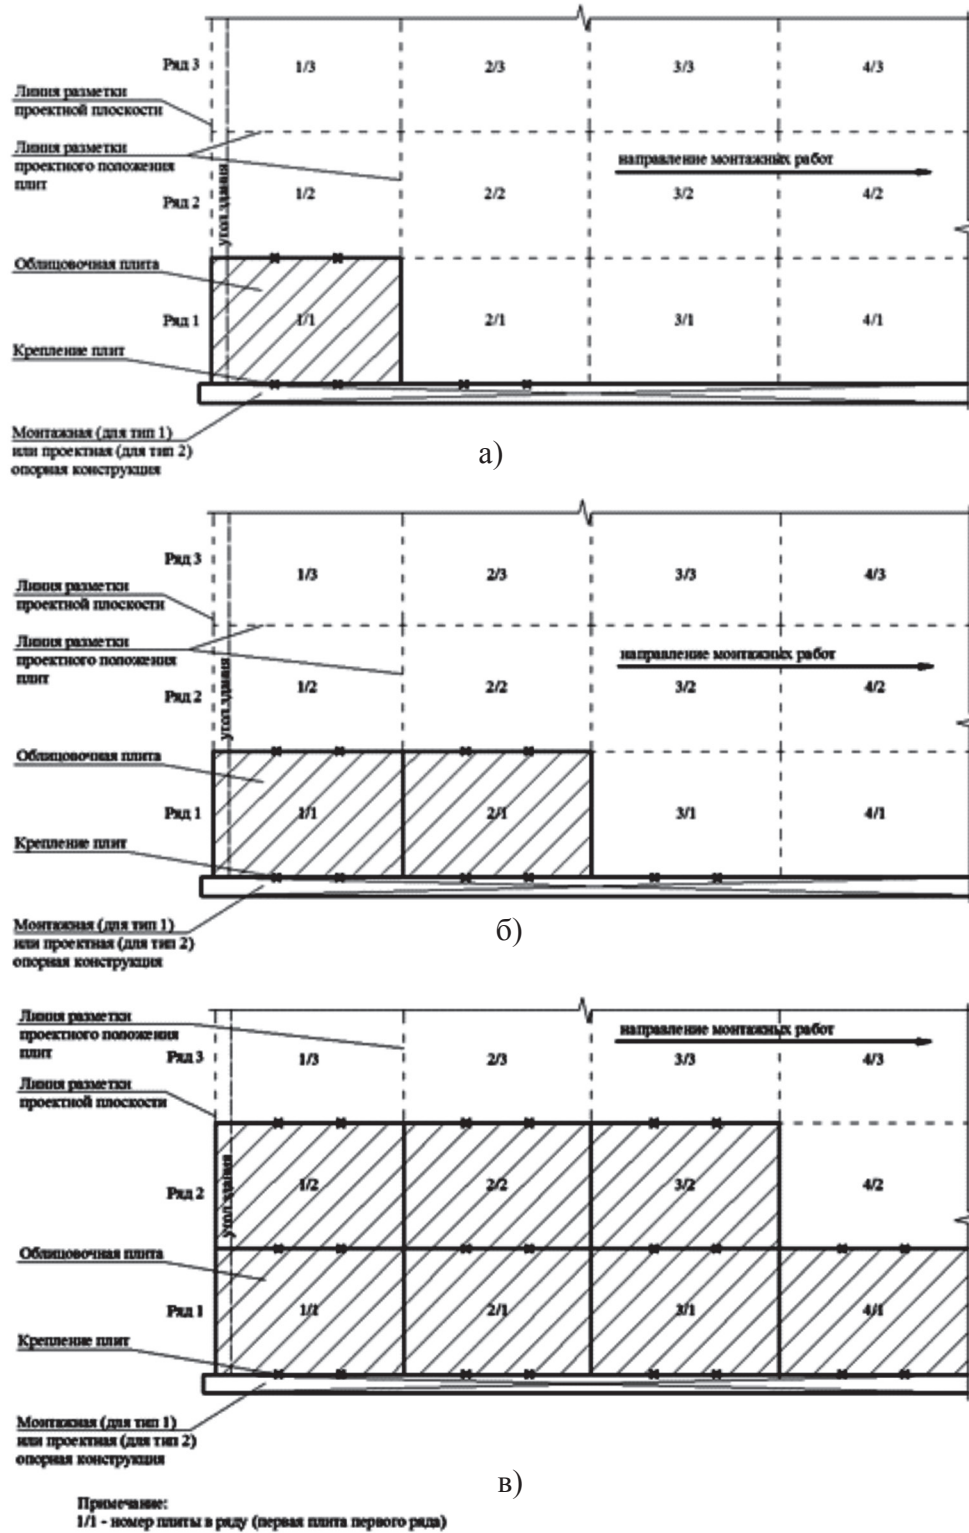 Ряд 3
1/3
2/3
3/3
4/3
Линия разметки
проектной плоскости
Линия разметки
проектного положения
плит
направление монтажных работ
угол здания
Ряд 2
1/2
2/2
3/2
4/2
Облицовочная плита
Ряд 1
1/1
2/1
3/1
4/1
Крепление плит
Монтажная (для тип 1)
или проектная (для тип 2)
опорная конструкция
а)
Ряд 3
1/3
2/3
3/3
4/3
Линия разметки
проектной плоскости
Линия разметки
проектного положения
плит
направление монтажных работ
угол здания
Ряд 2
1/2
2/2
3/2
4/2
Облицовочная плита
Ряд 1
1/1
2/1
3/1
4/1
Крепление плит
Монтажная (для тип 1)
или проектная (для тип 2)
опорная конструкция
б)
Линия разметки
проектного положения
плит
направление монтажных работ
Ряд 3
1/3
2/3
3/3
4/3
Линия разметки
проектной плоскости
угол здания
Ряд 2
1/2
2/2
3/2
4/2
Облицовочная плита
Ряд 1
1/1
2/1
3/1
4/1
Крепление плит
Монтажная (для тип 1)
или проектная (для тип 2)
опорная конструкция
в)
Примечание:
1/1 - номер плиты в ряду (первая плита первого ряда)